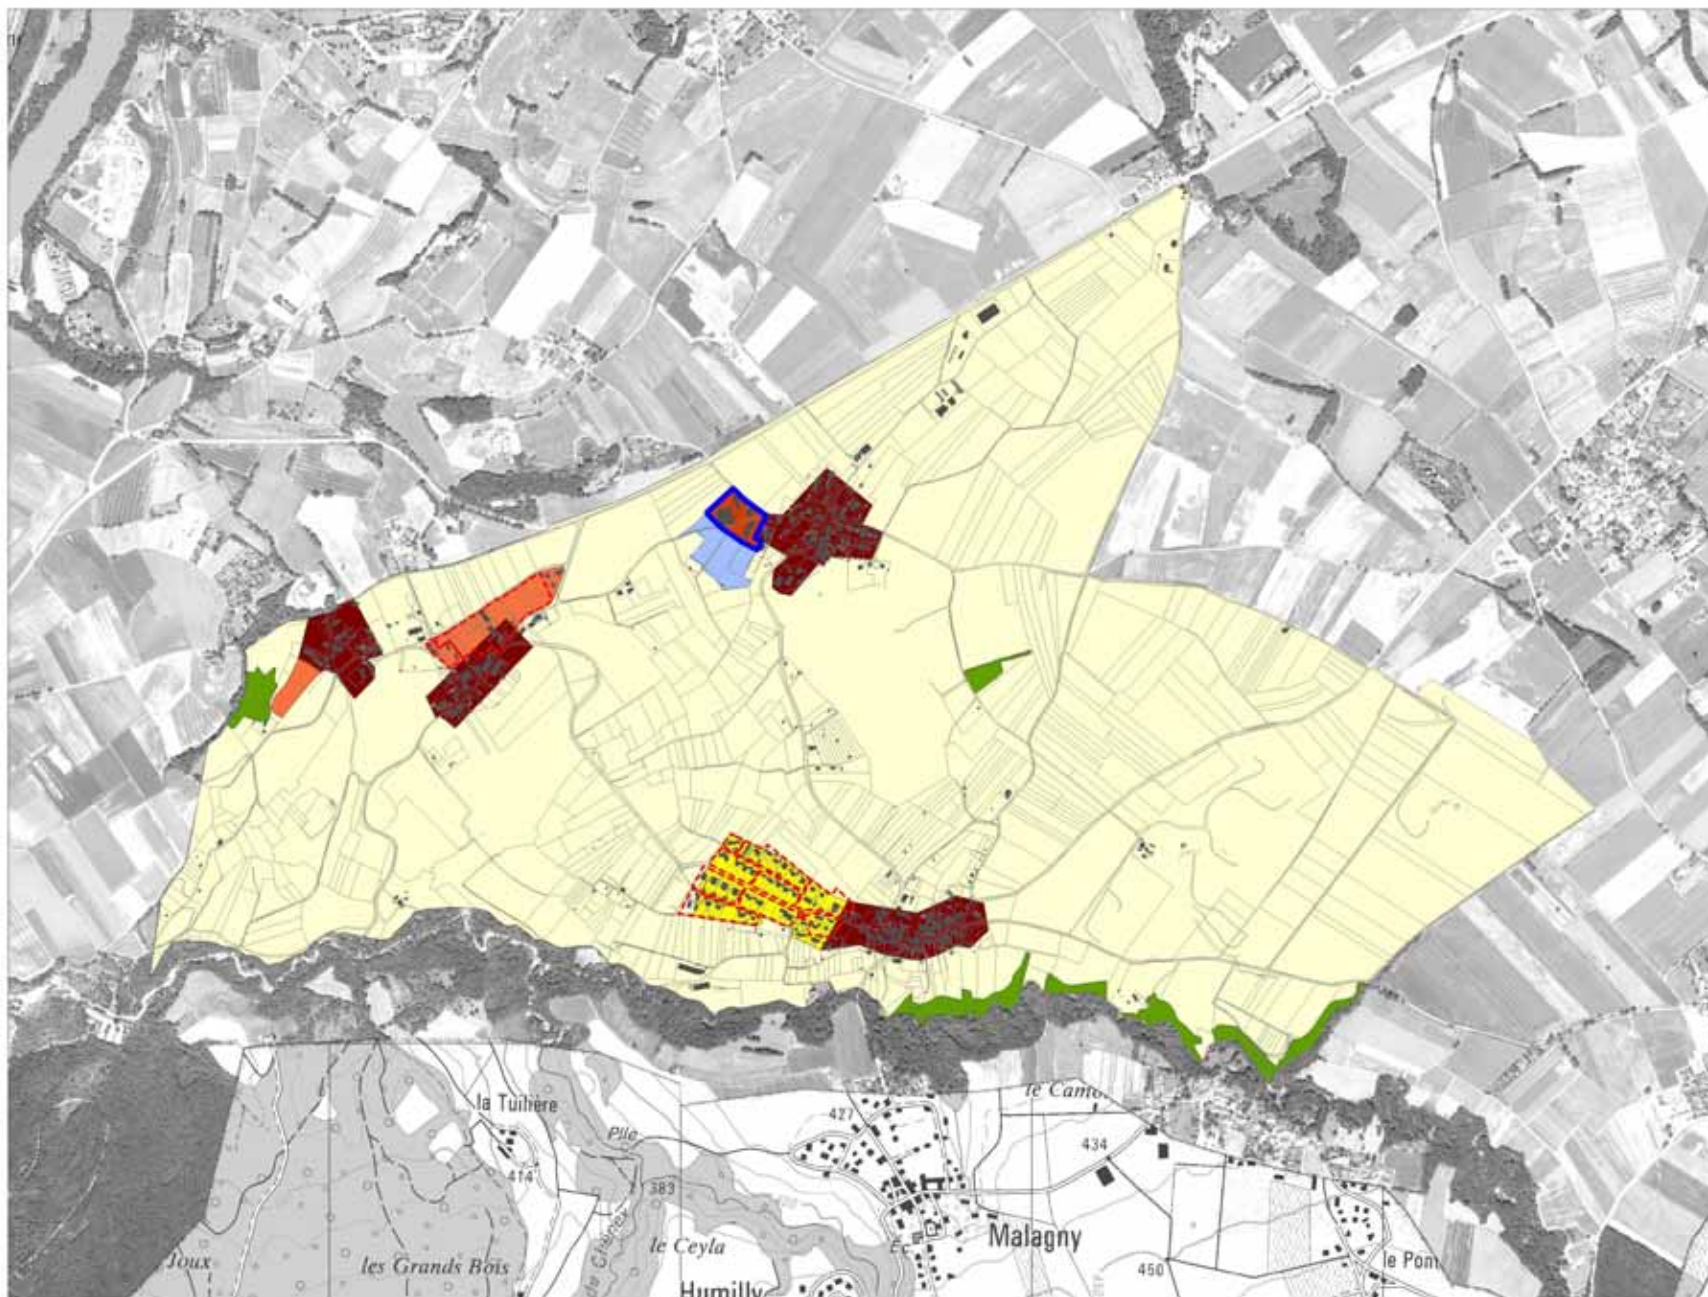 la Tuilière
414
Pile
383
427
le Canto
434
Malagny
450
le Pont
le Ceyla
les Grands Bois
Joux
Humilly